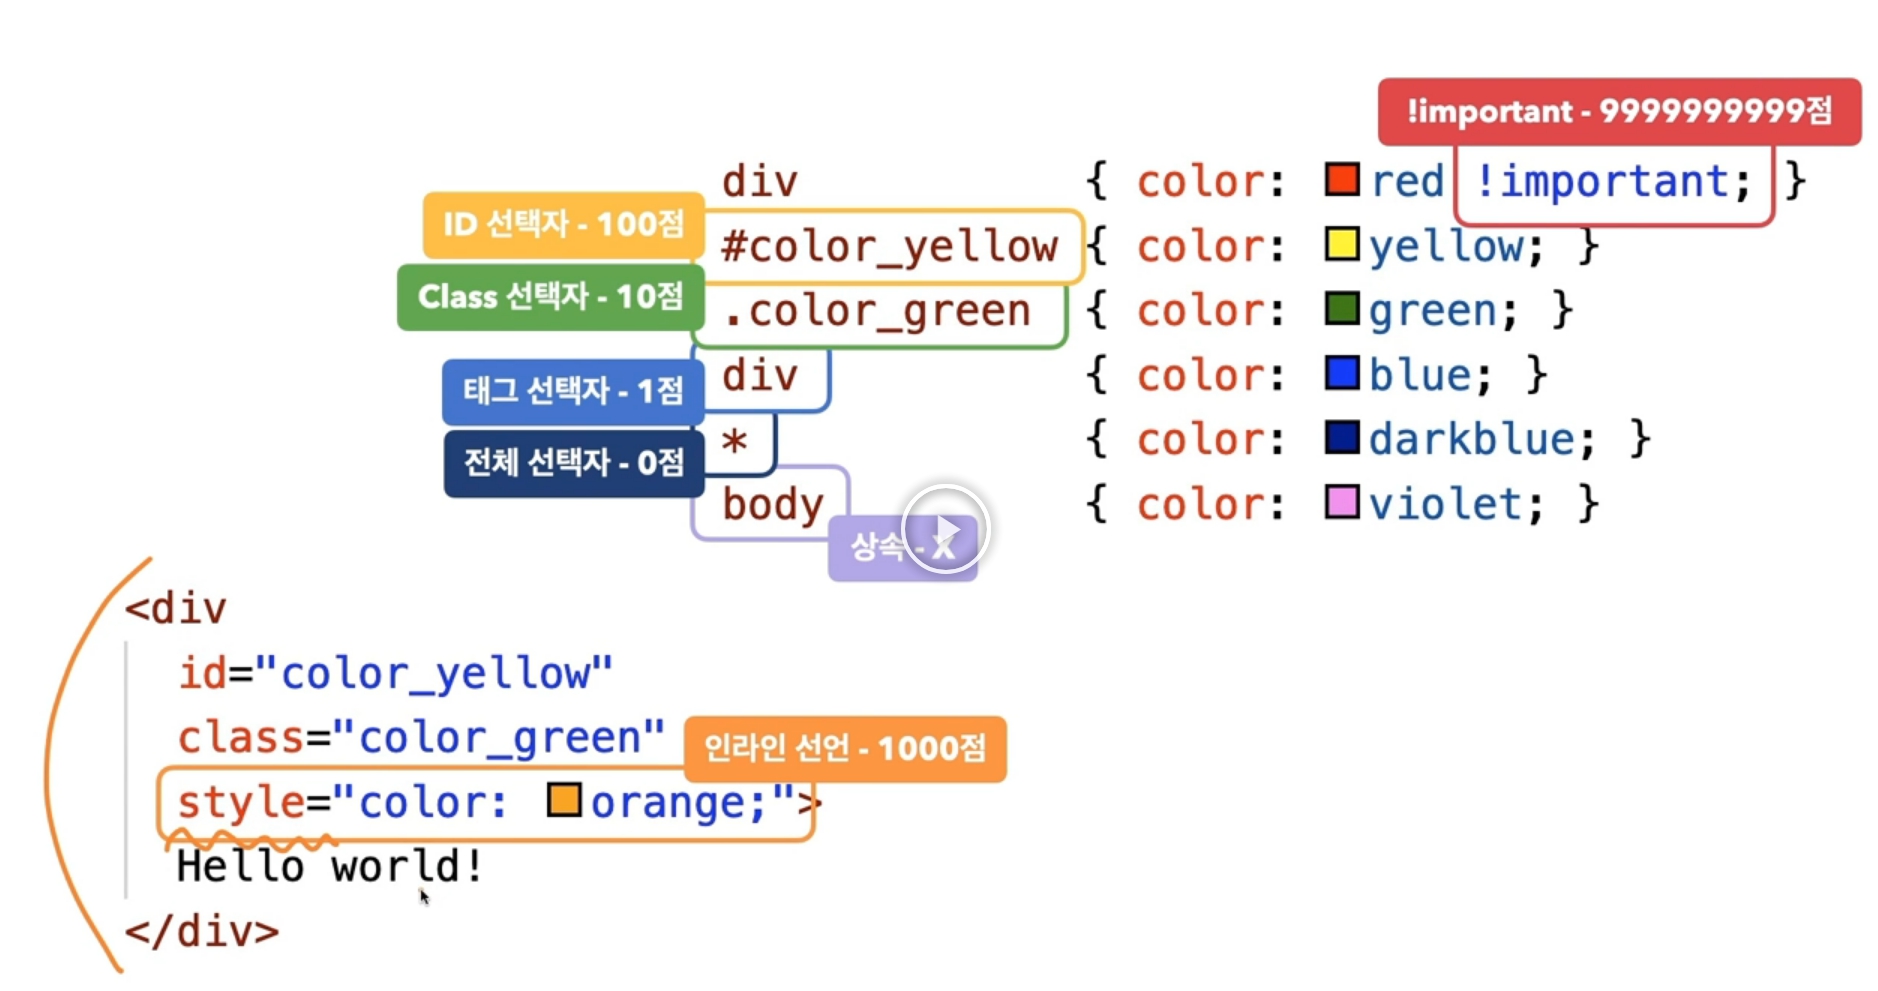 !important - 9999999999점
div { color: red !important; }
ID 선택자 - 100점
#color_yellow { color: yellow; }
Class 선택자 - 10점
.color_green { color: green; }
태그 선택자 - 1점
div { color: blue; }
전체 선택자 - 0점
* { color: darkblue; }
body { color: violet; }
상속 - X
<div
id="color_yellow"
class="color_green"
인라인 선언 - 1000점
style="color: orange;">
Hello world!
</div>